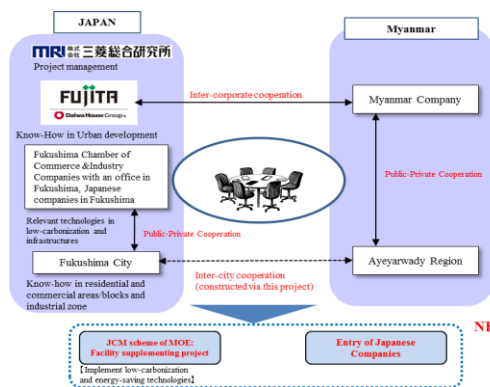 JAPAN
Myanmar
MRI 株式会社 三菱総合研究所
Project management
FUJITA
Daiwa House Group
Know-How in Urban development
Inter-corporate cooperation
Myanmar Company
Fukushima Chamber of
Commerce &Industry
Companies with an office in
Fukushima, Japanese
companies in Fukushima
Public-Private Cooperation
Relevant technologies in
low-carbonization and
infrastructures
Public-Private Cooperation
Fukushima City
Ayeyarwady Region
Know-how in residential and
commercial areas/blocks and
industrial zone
Inter-city cooperation
(constructed via this project)
JCM scheme of MOE:
Facility supplementing project
Entry of Japanese
Companies
【Implement low-carbonization
and energy-saving technologies】